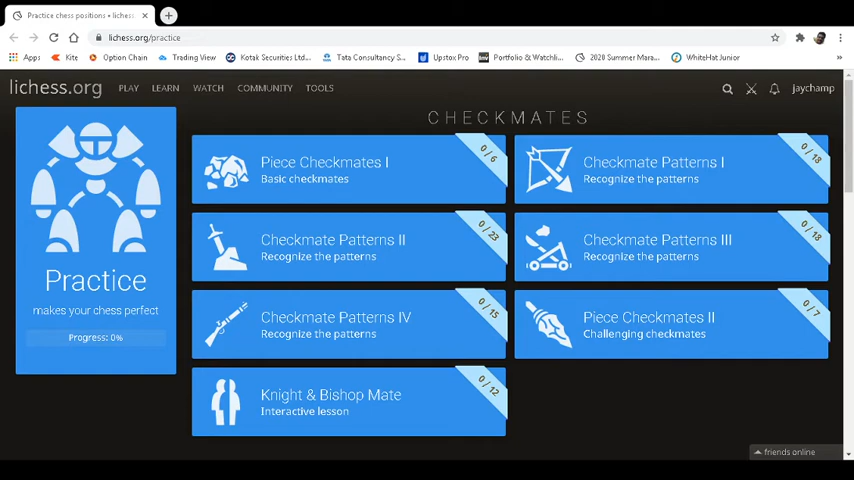 Practice chess positions • lichess
lichess.org/practice
Apps Kite Option Chain Trading View Kotak Securities Ltd... Tata Consultancy S... Upstox Pro Portfolio & Watchli... 2020 Summer Mara... WhiteHat Junior
lichess.org PLAY LEARN WATCH COMMUNITY TOOLS jaychamp
CHECKMATES
Practice
makes your chess perfect
Progress: 0%
Piece Checkmates I
Basic checkmates
0 / 6
Checkmate Patterns I
Recognize the patterns
0 / 18
Checkmate Patterns II
Recognize the patterns
0 / 23
Checkmate Patterns III
Recognize the patterns
0 / 18
Checkmate Patterns IV
Recognize the patterns
0 / 15
Piece Checkmates II
Challenging checkmates
0 / 7
Knight & Bishop Mate
Interactive lesson
0 / 12
friends online